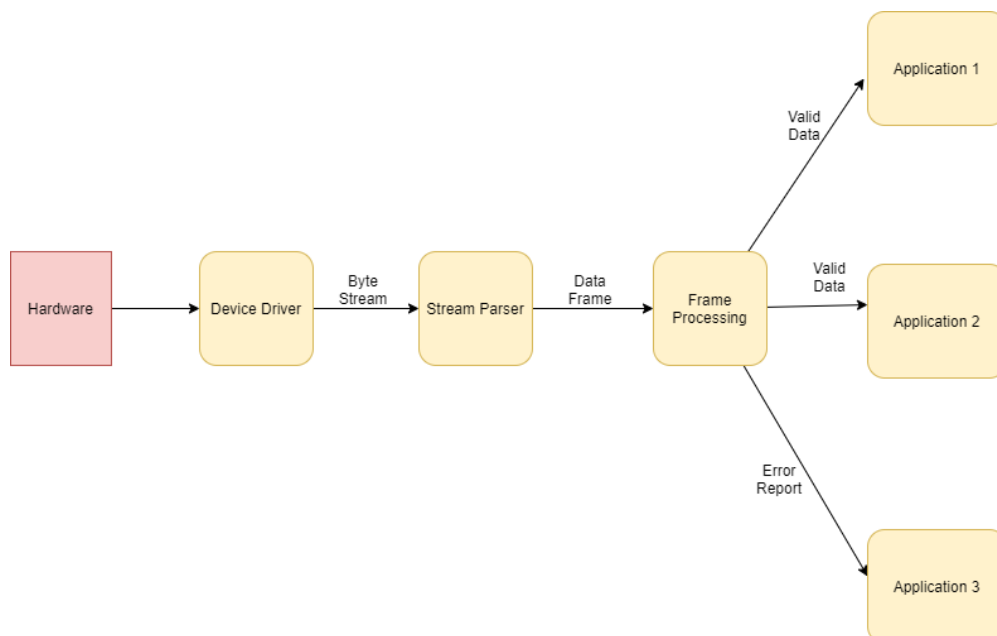 Application 1
Valid
Data
Hardware
Device Driver
Byte
Stream
Stream Parser
Data
Frame
Frame
Processing
Valid
Data
Application 2
Error
Report
Application 3